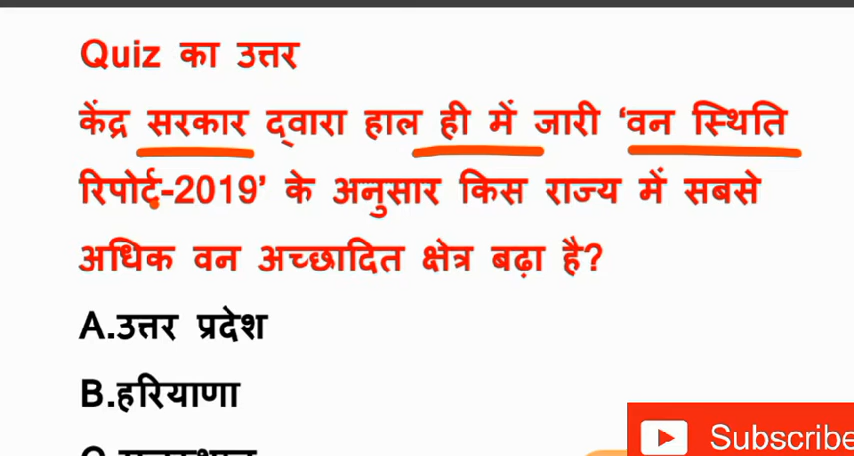 Quiz का उत्तर
केंद्र सरकार द्वारा हाल ही में जारी ‘वन स्थिति
रिपोर्ट-2019’ के अनुसार किस राज्य में सबसे
अधिक वन अच्छादित क्षेत्र बढ़ा है?
A.उत्तर प्रदेश
B.हरियाणा
Subscribe